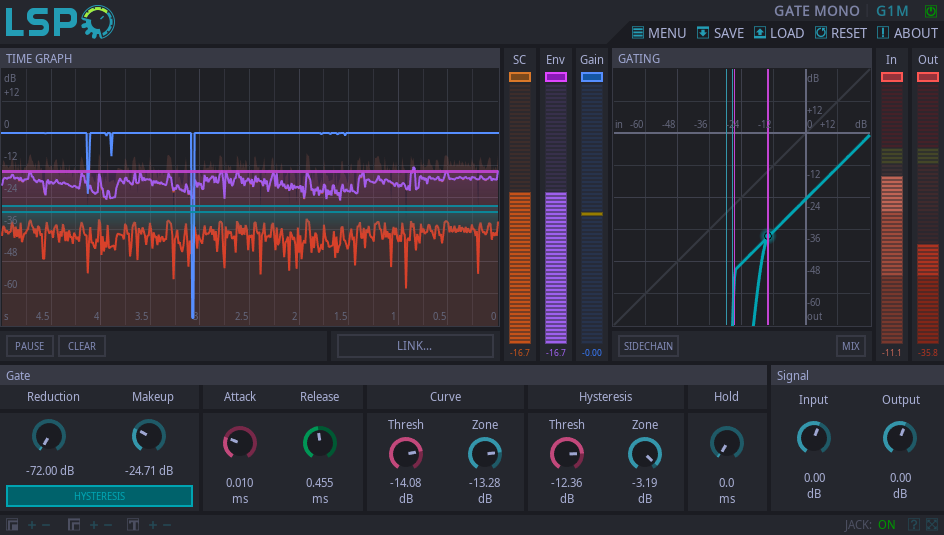 LSP
GATE MONO G1M
MENU SAVE LOAD RESET ABOUT
TIME GRAPH
SC Env Gain
GATING
In Out
dB
+12
0
-12
-24
-36
-48
-60
s 4.5 4 3.5 3 2.5 2 1.5 1 0.5 0
dB
+12
in -60 -48 -36 -24 -12 0 +12 dB
-12
-24
-36
-48
-60
out
PAUSE CLEAR
LINK...
-16.7 -16.7 -0.00
SIDECHAIN MIX
-11.1 -35.8
Gate
Signal
Reduction Makeup Attack Release Curve Hysteresis Hold
Input Output
Thresh Zone Thresh Zone
-72.00 dB -24.71 dB
0.010
ms
0.455
ms
-14.08
dB
-13.28
dB
-12.36
dB
-3.19
dB
0.0
ms
0.00
dB
0.00
dB
HYSTERESIS
JACK: ON